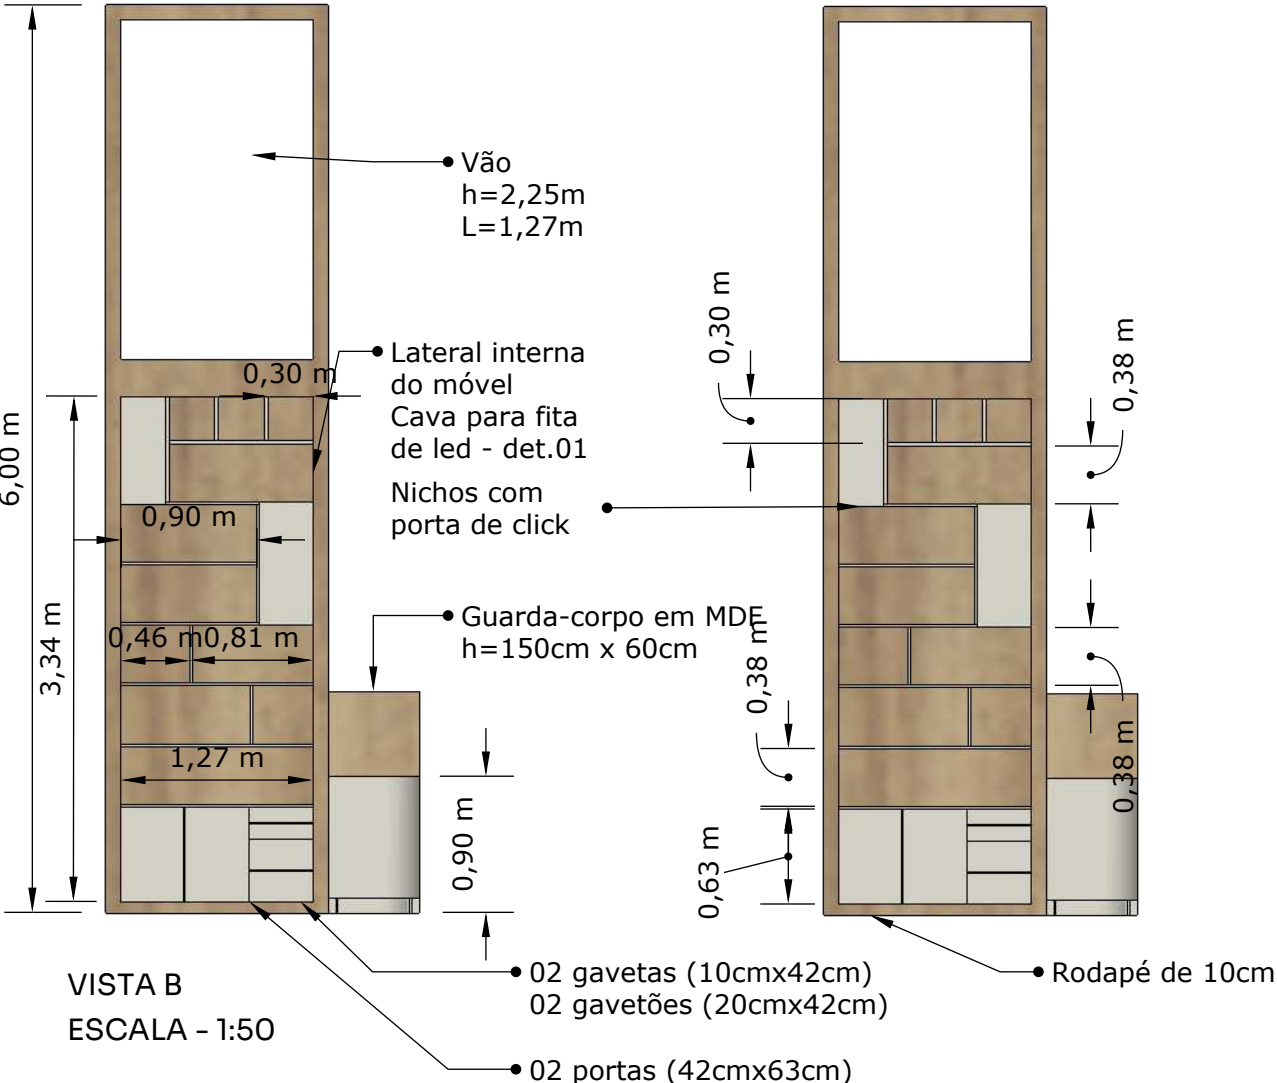 6,00 m
Vão
h=2,25m
L=1,27m
0,30 m
Lateral interna
do móvel
Cava para fita
de led - det.01
Nichos com
porta de click
0,90 m
3,34 m
0,46 m
0,81 m
Guarda-corpo em MDF
h=150cm x 60cm
1,27 m
0,90 m
0,30 m
0,38 m
0,38 m
0,38 m
0,63 m
VISTA B
ESCALA - 1:50
02 gavetas (10cmx42cm)
02 gavetões (20cmx42cm)
02 portas (42cmx63cm)
Rodapé de 10cm